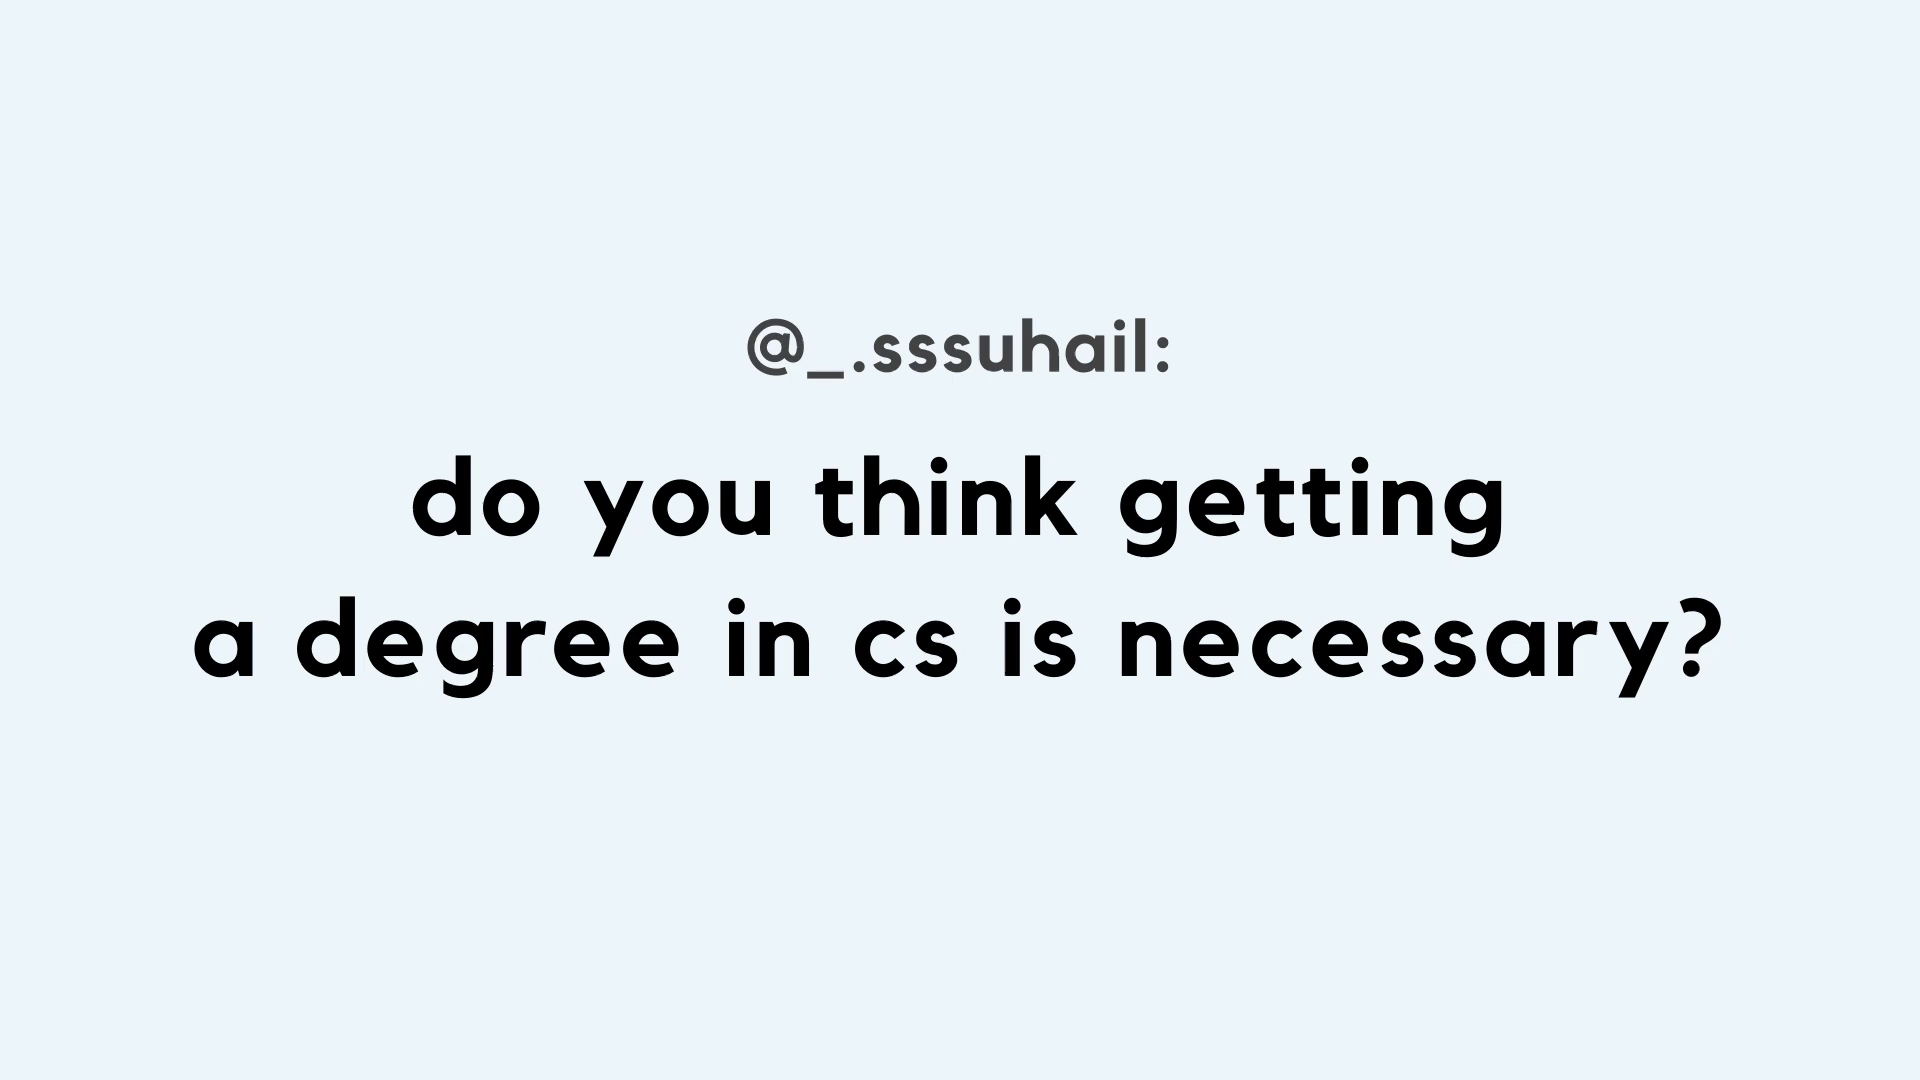 @_.sssuhail:
do you think getting
a degree in cs is necessary?